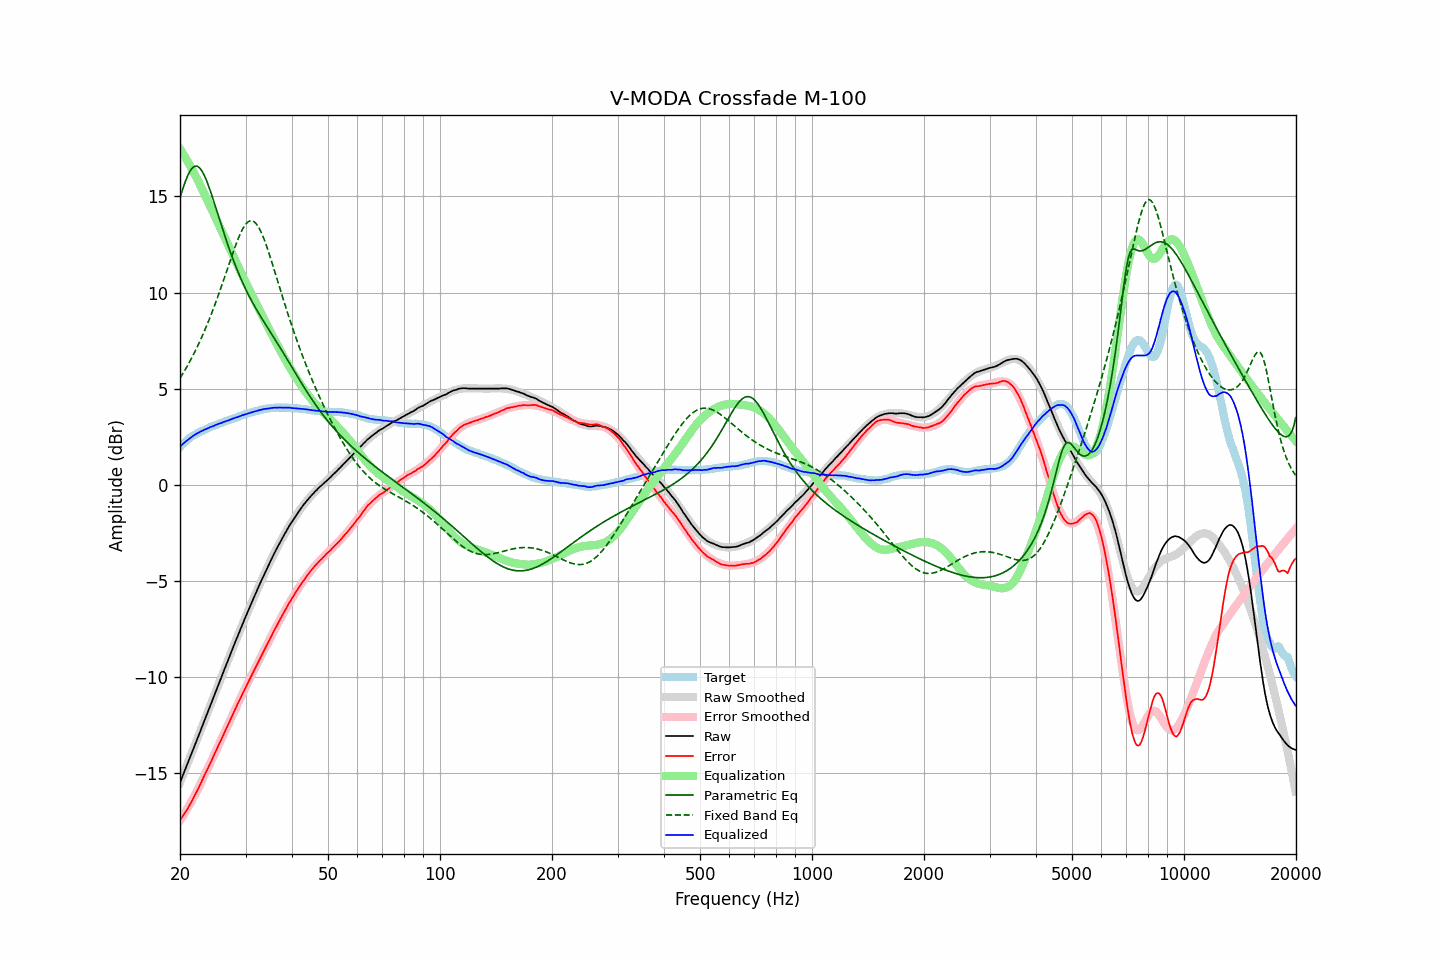 V-MODA Crossfade M-100
Amplitude (dBr)
15
10
5
0
−5
−10
−15
Target
Raw Smoothed
Error Smoothed
Raw
Error
Equalization
Parametric Eq
Fixed Band Eq
Equalized
20 50 100 200 500 1000 2000 5000 10000 20000
Frequency (Hz)